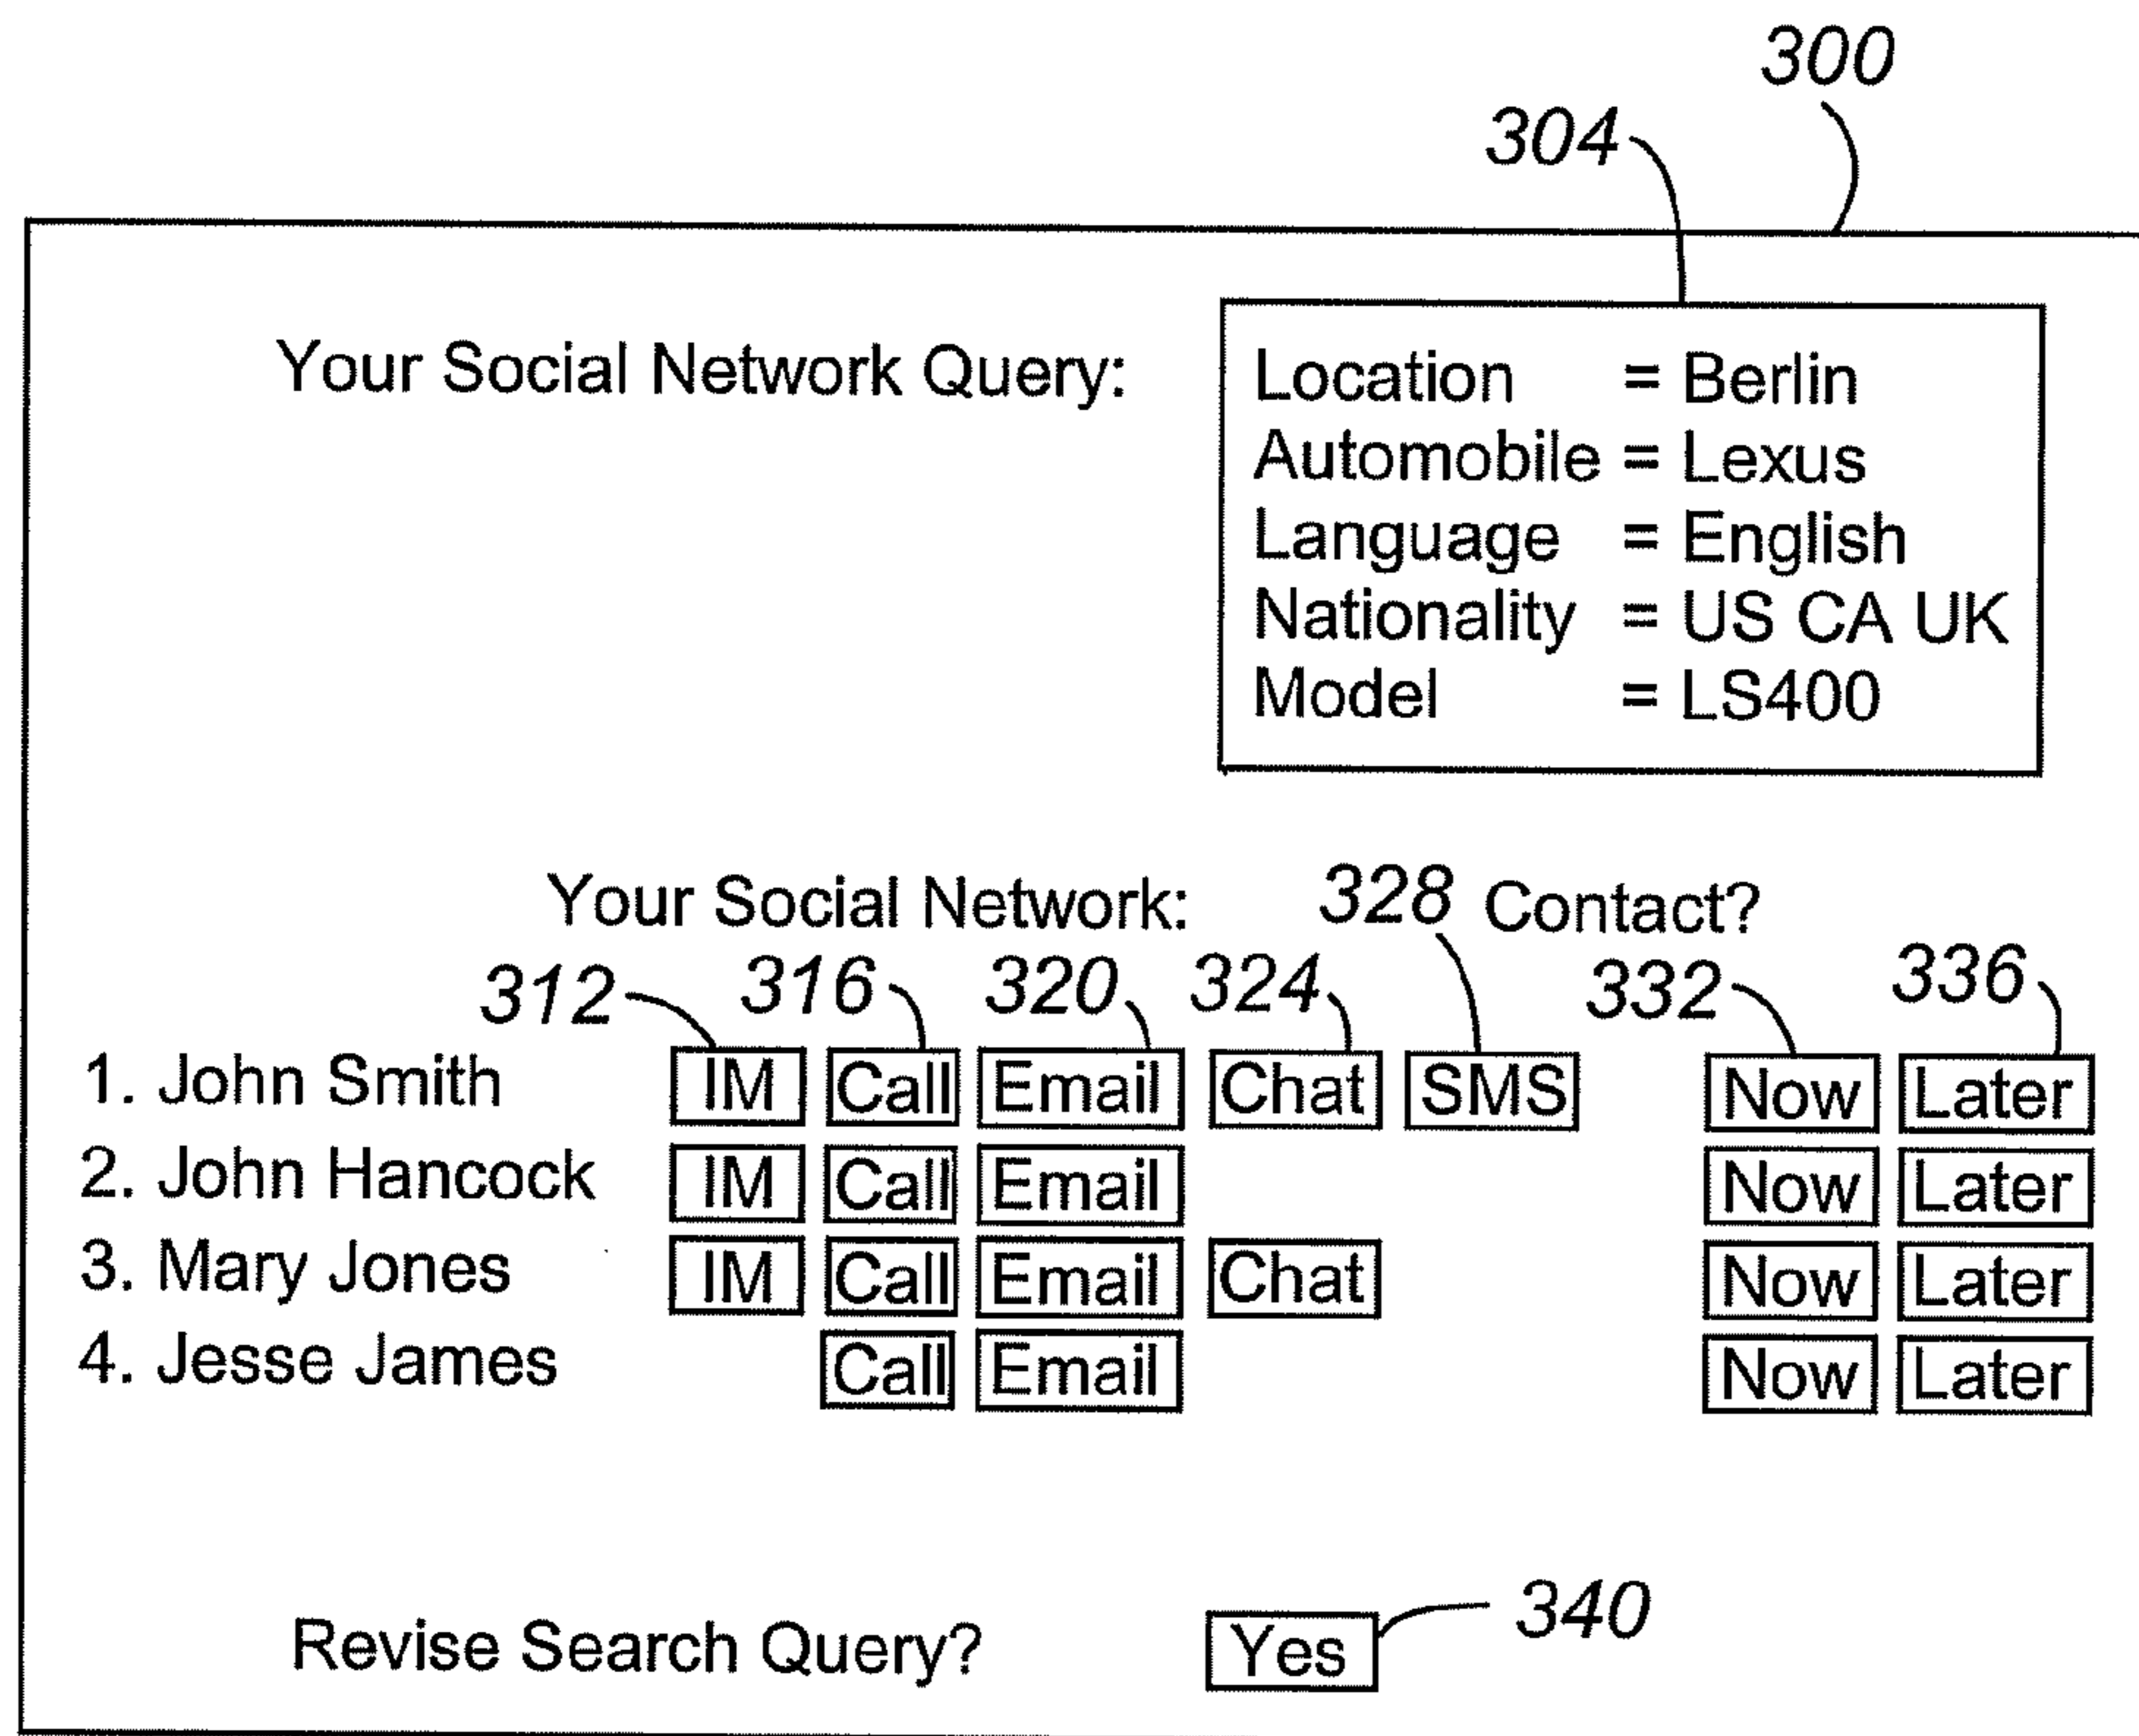 300
304
Your Social Network Query:
Location = Berlin
Automobile = Lexus
Language = English
Nationality = US CA UK
Model = LS400
Your Social Network: 328 Contact?
312 316 320 324 332 336
1. John Smith IM Call Email Chat SMS Now Later
2. John Hancock IM Call Email Now Later
3. Mary Jones IM Call Email Chat Now Later
4. Jesse James Call Email Now Later
Revise Search Query? Yes 340